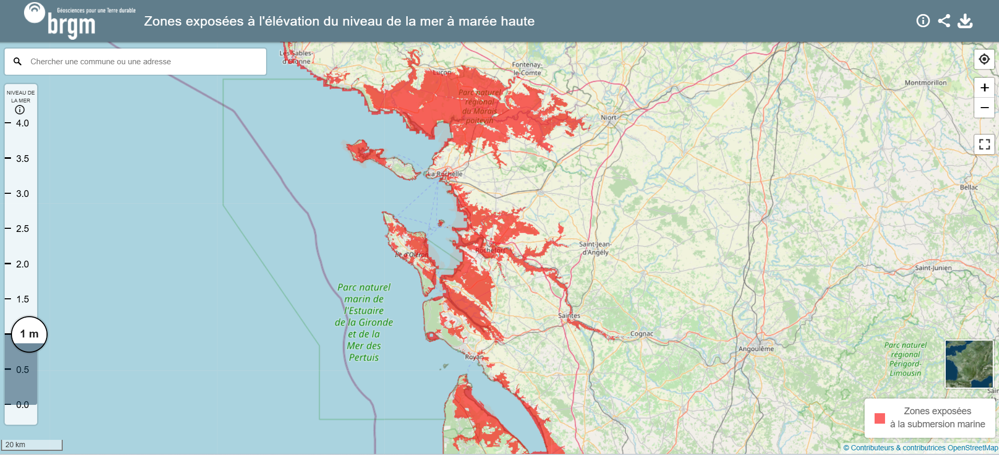 Géosciences pour une Terre durable
brgm
Zones exposées à l'élévation du niveau de la mer à marée haute
Chercher une commune ou une adresse
NIVEAU DE
LA MER
4.0
3.5
3.0
2.5
2.0
1.5
1 m
0.5
0.0
20 km
Les Sables-
d'Olonne
Luçon
Fontenay-
le-Comte
Parc naturel
régional
du Marais
poitevin
Niort
Montmorillon
La Rochelle
Bellac
Île d'Oléron
Rochefort
Saint-Jean-
d'Angély
Saint-Junien
Parc naturel
marin de
l'Estuaire
de la Gironde
et de la
Mer des
Pertuis
Saintes
Cognac
Angoulême
Royan
Parc naturel
régional
Périgord-
Limousin
+
−
Zones exposées
à la submersion marine
© Contributeurs & contributrices OpenStreetMap